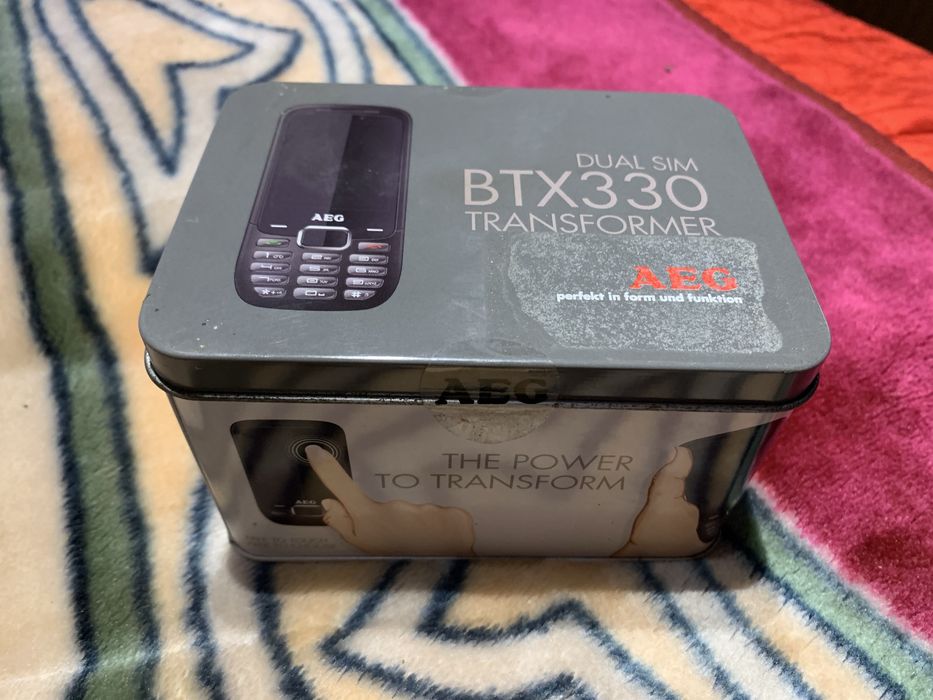 DUAL SIM
BTX330
TRANSFORMER
AEG
AEG
perfekt in form und funktion
AEG
THE POWER
TO TRANSFORM
AEG